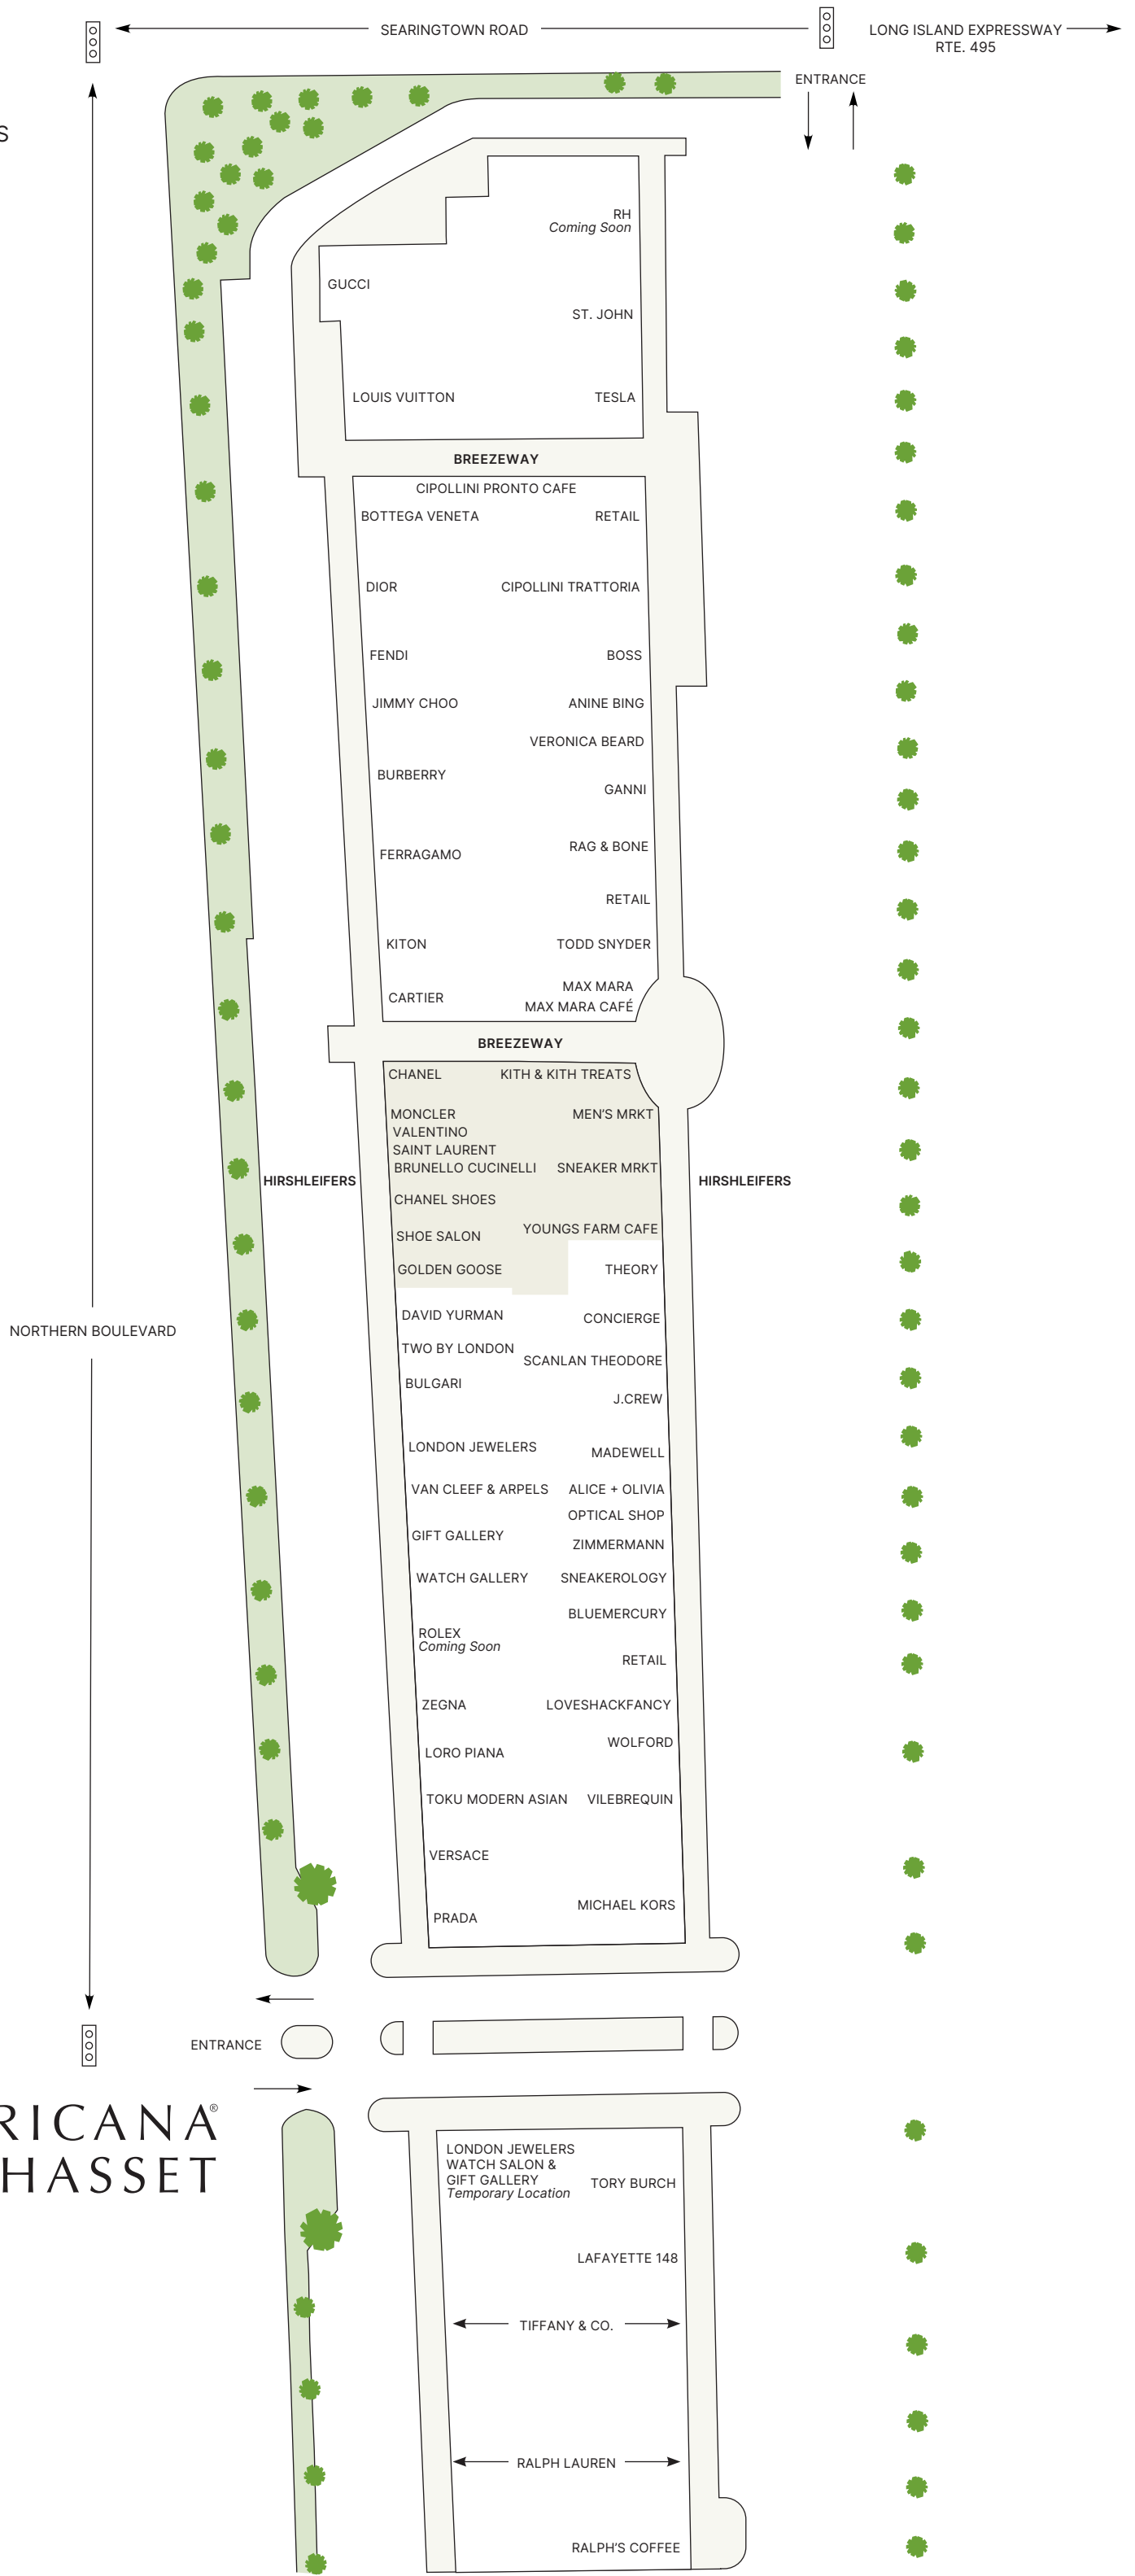 SEARINGTOWN ROAD
LONG ISLAND EXPRESSWAY
RTE. 495
ENTRANCE
S
RH
Coming Soon
GUCCI
ST. JOHN
LOUIS VUITTON
TESLA
BREEZEWAY
CIPOLLINI PRONTO CAFE
BOTTEGA VENETA
RETAIL
DIOR
CIPOLLINI TRATTORIA
FENDI
BOSS
JIMMY CHOO
ANINE BING
VERONICA BEARD
BURBERRY
GANNI
FERRAGAMO
RAG & BONE
RETAIL
KITON
TODD SNYDER
CARTIER
MAX MARA
MAX MARA CAFÉ
BREEZEWAY
CHANEL
KITH & KITH TREATS
MONCLER
MEN'S MRKT
VALENTINO
SAINT LAURENT
BRUNELLO CUCINELLI
SNEAKER MRKT
HIRSHLEIFERS
HIRSHLEIFERS
CHANEL SHOES
YOUNGS FARM CAFE
SHOE SALON
GOLDEN GOOSE
THEORY
DAVID YURMAN
CONCIERGE
NORTHERN BOULEVARD
TWO BY LONDON
SCANLAN THEODORE
BULGARI
J.CREW
LONDON JEWELERS
MADEWELL
VAN CLEEF & ARPELS
ALICE + OLIVIA
OPTICAL SHOP
GIFT GALLERY
ZIMMERMANN
WATCH GALLERY
SNEAKEROLOGY
BLUEMERCURY
ROLEX
Coming Soon
RETAIL
ZEGNA
LOVESHACKFANCY
WOLFORD
LORO PIANA
TOKU MODERN ASIAN
VILEBREQUIN
VERSACE
MICHAEL KORS
PRADA
ENTRANCE
RICANA®
HASSET
LONDON JEWELERS
WATCH SALON &
GIFT GALLERY
Temporary Location
TORY BURCH
LAFAYETTE 148
TIFFANY & CO.
RALPH LAUREN
RALPH'S COFFEE